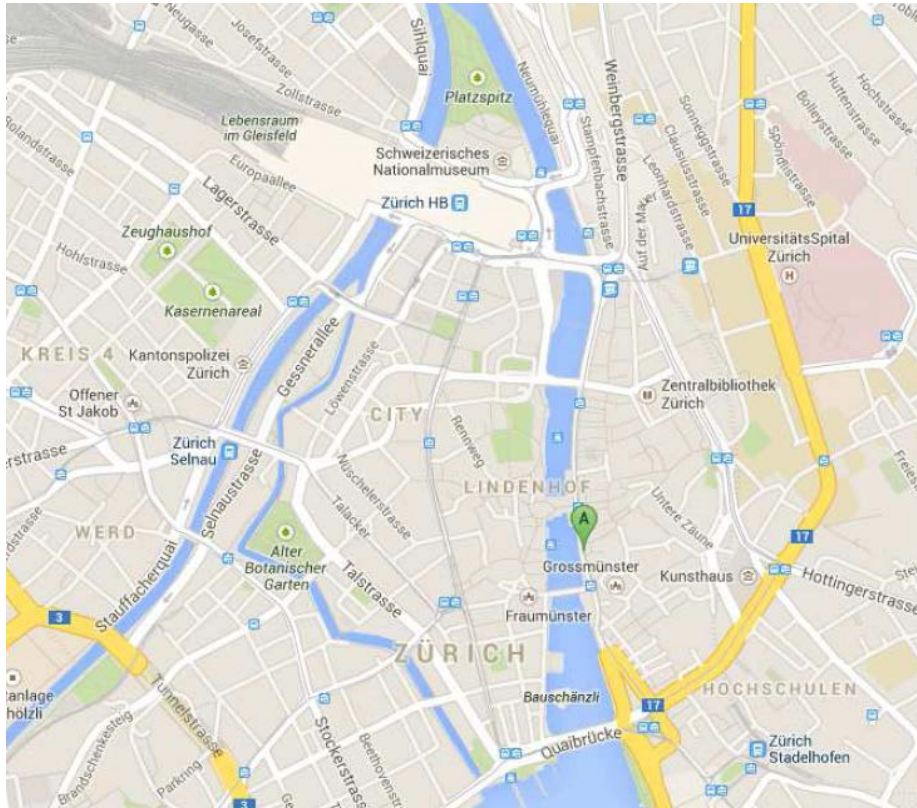 Neugasse
Josefstrasse
Zollstrasse
Sihlquai
Platzspitz
Neumühlequai
Weinbergstrasse
Stampfenbachstrasse
Sonneggstrasse
Clausiusstrasse
Leonhardstrasse
Auf der Mauer
Spöndlistrasse
Bolleystrasse
Huttenstrasse
Hochstrasse
Rolandstrasse
Lebensraum
im Gleisfeld
Europaallee
Lagerstrasse
Schweizerisches
Nationalmuseum
Zürich HB
17
UniversitätsSpital
Zürich
H
Zeughaushof
Hohlstrasse
Kasernenareal
KREIS 4
Kantonspolizei
Zürich
Gessnerallee
Löwenstrasse
Offener
St Jakob
CITY
Rennweg
Zentralbibliothek
Zürich
Zürich
Selnau
Selnaustrasse
Nüschelerstrasse
Talacker
LINDENHOF
Untere Zäune
A
WERD
Alter
Botanischer
Garten
Talstrasse
Grossmünster
Kunsthaus
17
Hottingerstrasse
Stauffacherquai
3
Fraumünster
ZÜRICH
Bauschänzli
17
HOCHSCHULEN
Tunnelstrasse
Brandschenkesteig
Parkring
Stockerstrasse
Beethovenstrasse
Quaibrücke
Zürich
Stadelhofen
3